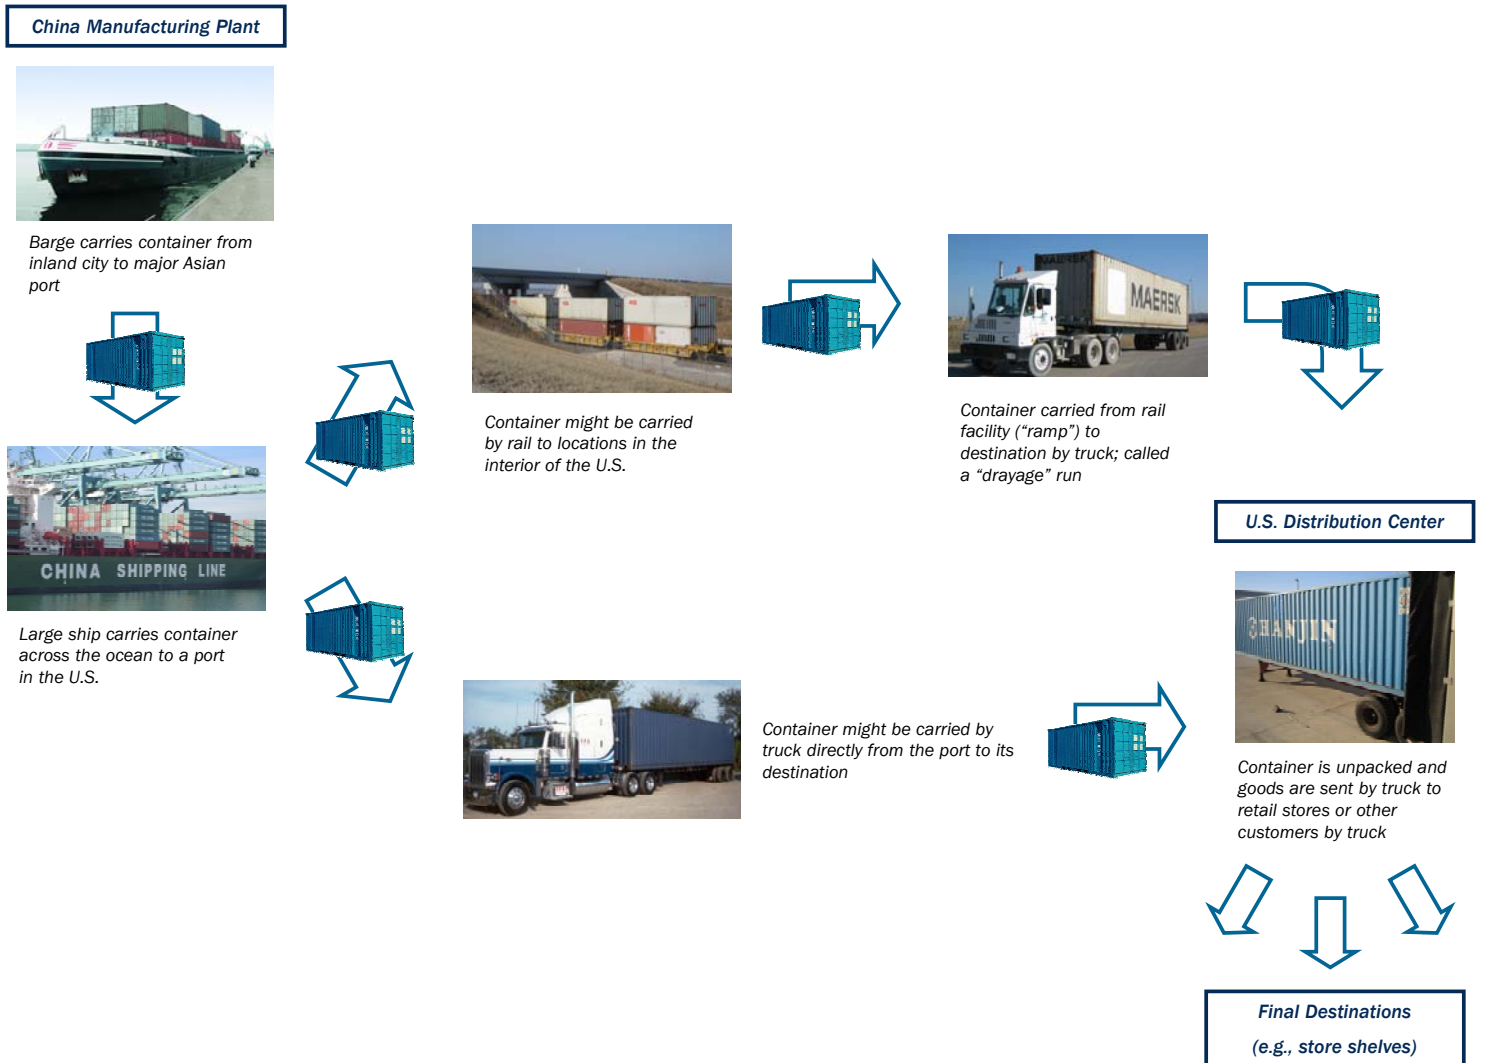 China Manufacturing Plant
Barge carries container from
inland city to major Asian
port
CHINA SHIPPING LINE
Large ship carries container
across the ocean to a port
in the U.S.
Container might be carried
by rail to locations in the
interior of the U.S.
MAERSK
MAERSK
Container carried from rail
facility (“ramp”) to
destination by truck; called
a “drayage” run
Container might be carried by
truck directly from the port to its
destination
U.S. Distribution Center
HANJIN
Container is unpacked and
goods are sent by truck to
retail stores or other
customers by truck
Final Destinations
(e.g., store shelves)